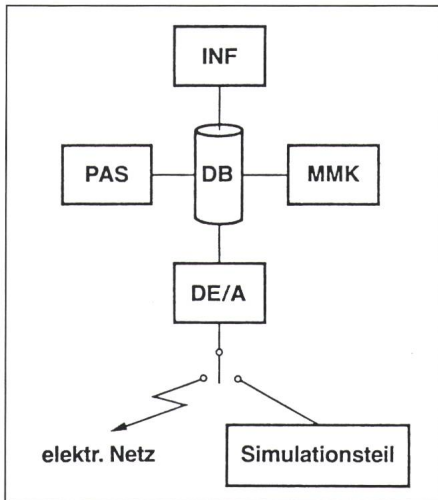 INF
PAS
DB
MMK
DE/A
elektr. Netz
Simulationsteil